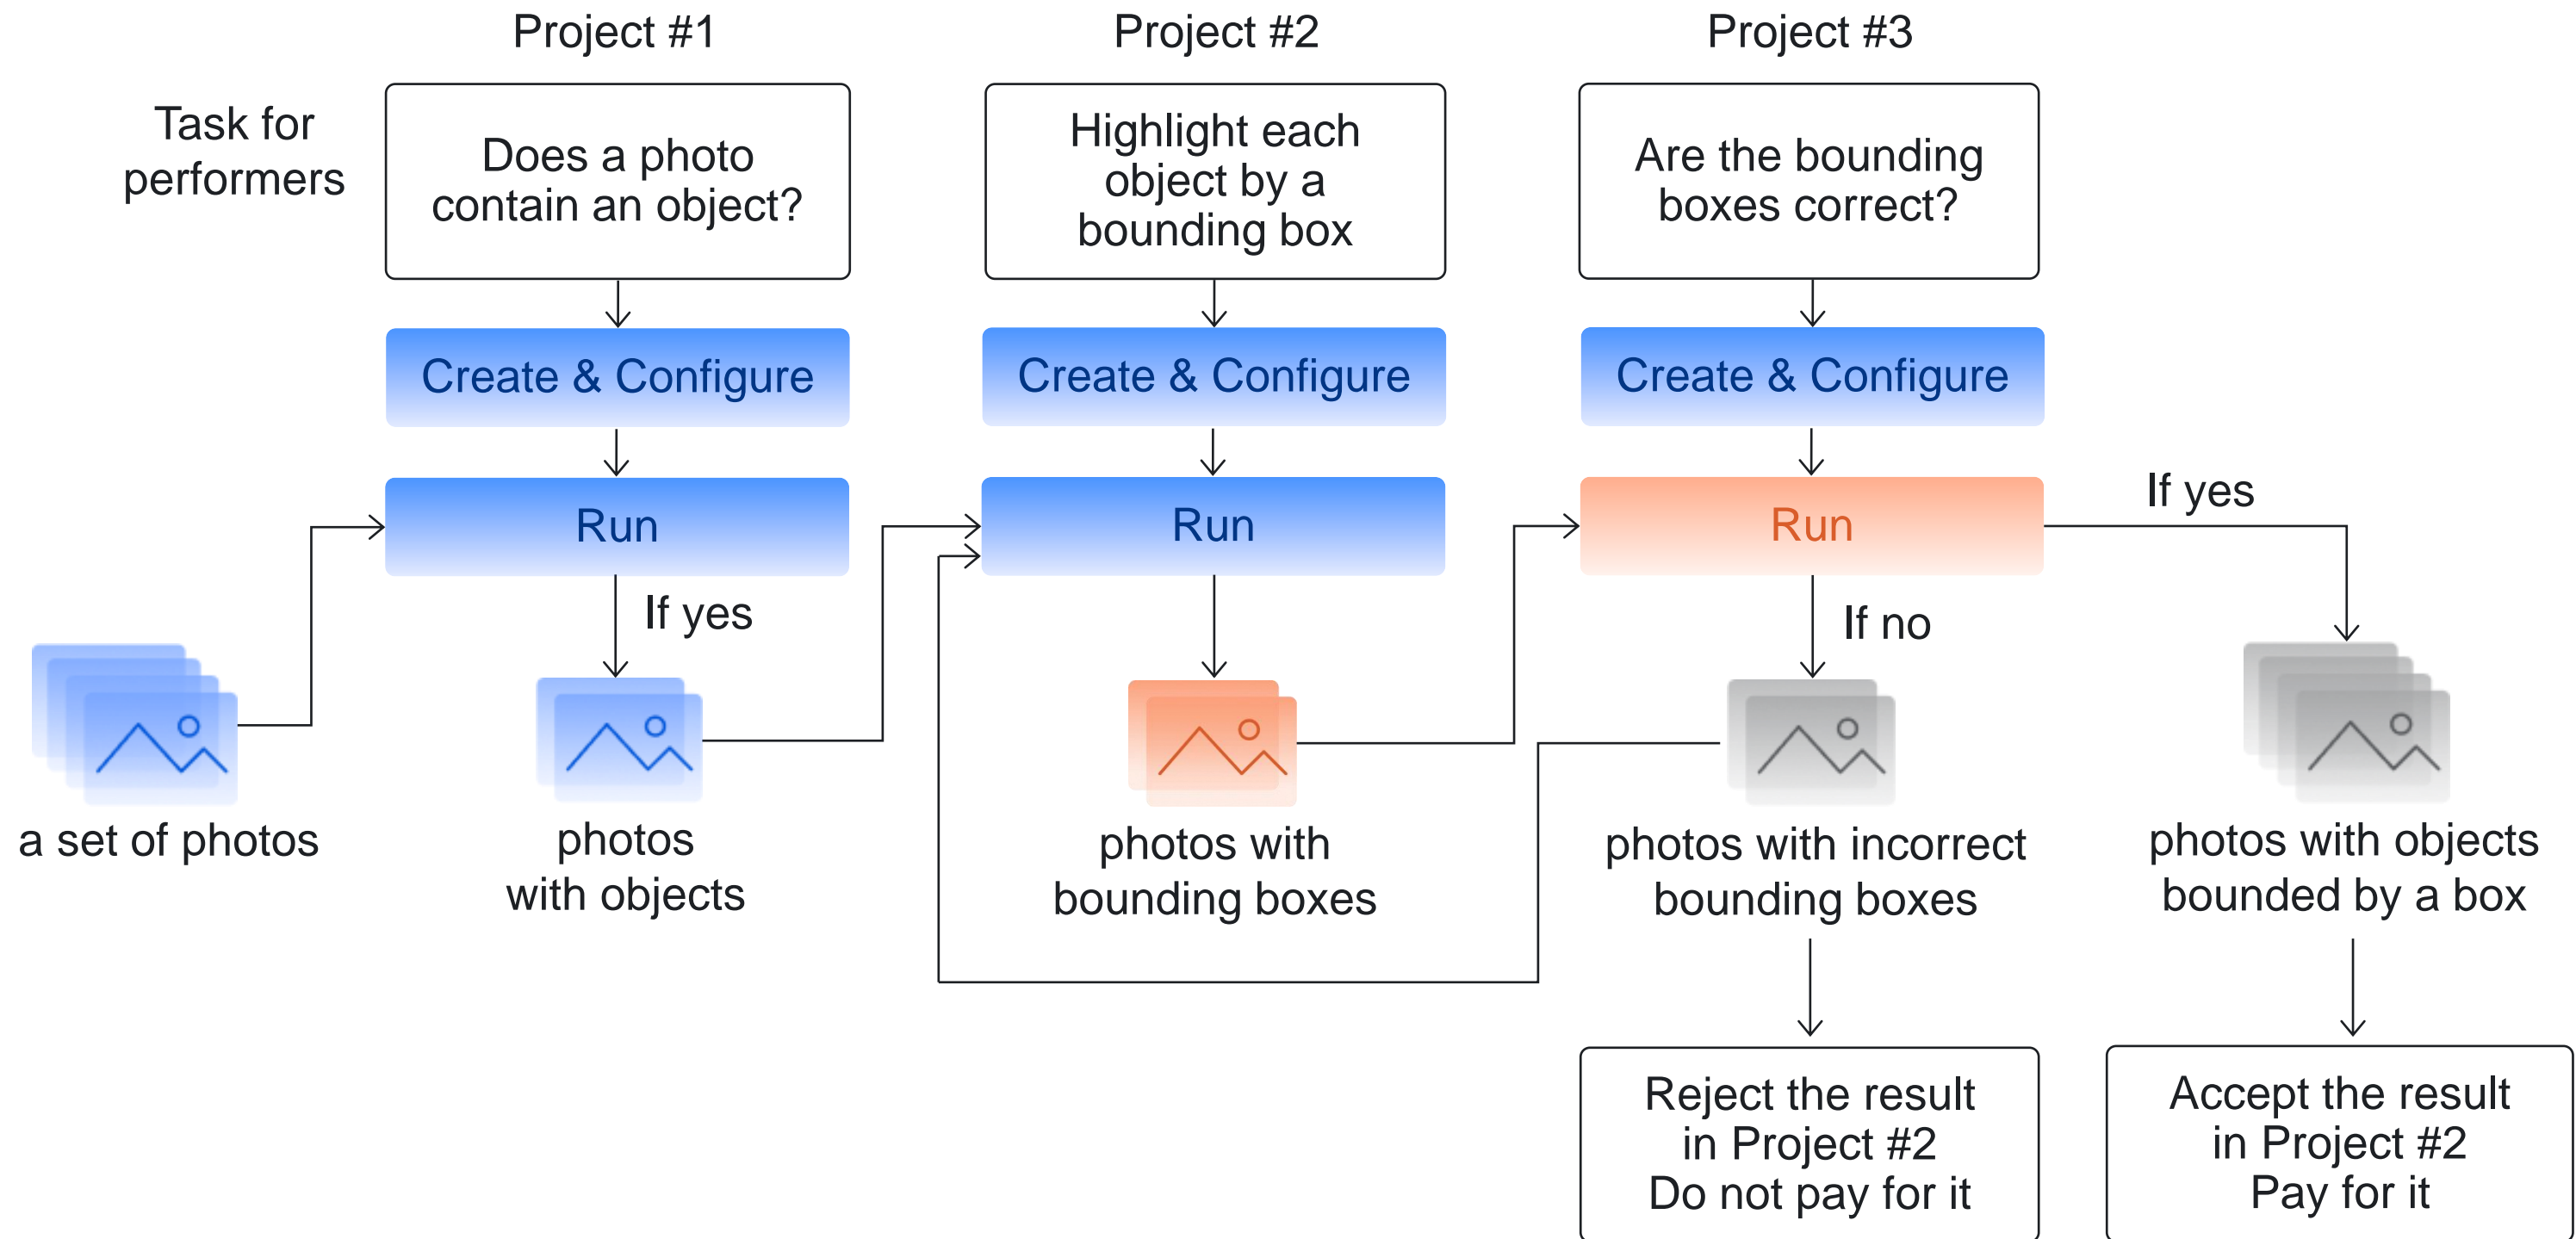 Project #1
Project #2
Project #3
Task for
performers
Does a photo
contain an object?
Highlight each
object by a
bounding box
Are the bounding
boxes correct?
Create & Configure
Create & Configure
Create & Configure
Run
Run
Run
If yes
If yes
If no
a set of photos
photos
with objects
photos with
bounding boxes
photos with incorrect
bounding boxes
photos with objects
bounded by a box
Reject the result
in Project #2
Do not pay for it
Accept the result
in Project #2
Pay for it